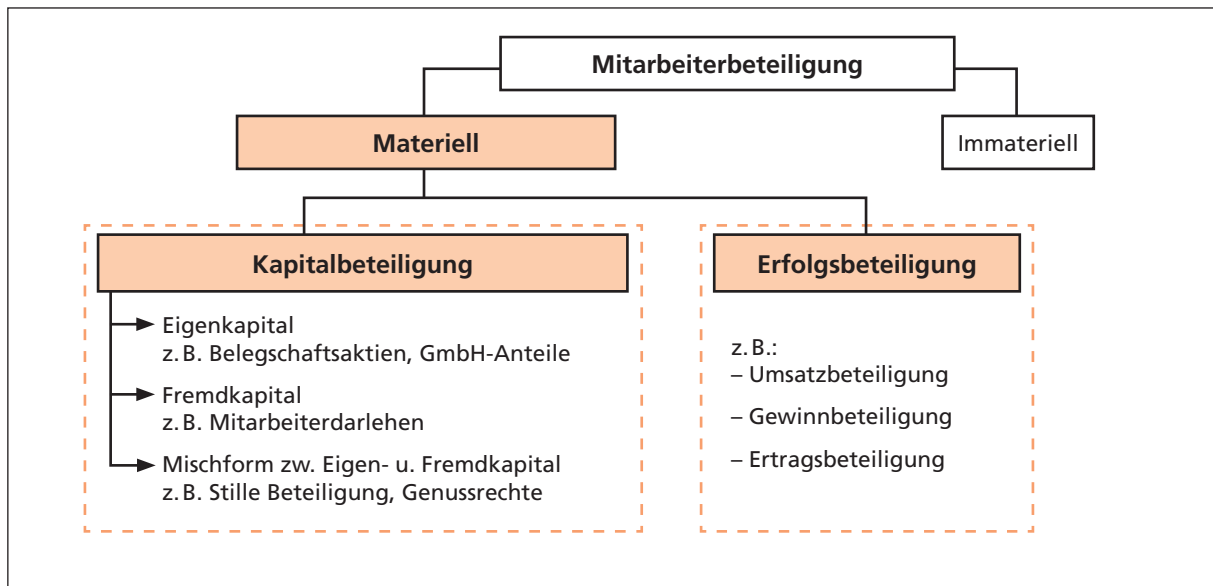 Mitarbeiterbeteiligung
Materiell
Immateriell
Kapitalbeteiligung
Eigenkapital
z. B. Belegschaftsaktien, GmbH-Anteile
Fremdkapital
z. B. Mitarbeiterdarlehen
Mischform zw. Eigen- u. Fremdkapital
z. B. Stille Beteiligung, Genussrechte
Erfolgsbeteiligung
z. B.:
– Umsatzbeteiligung
– Gewinnbeteiligung
– Ertragsbeteiligung